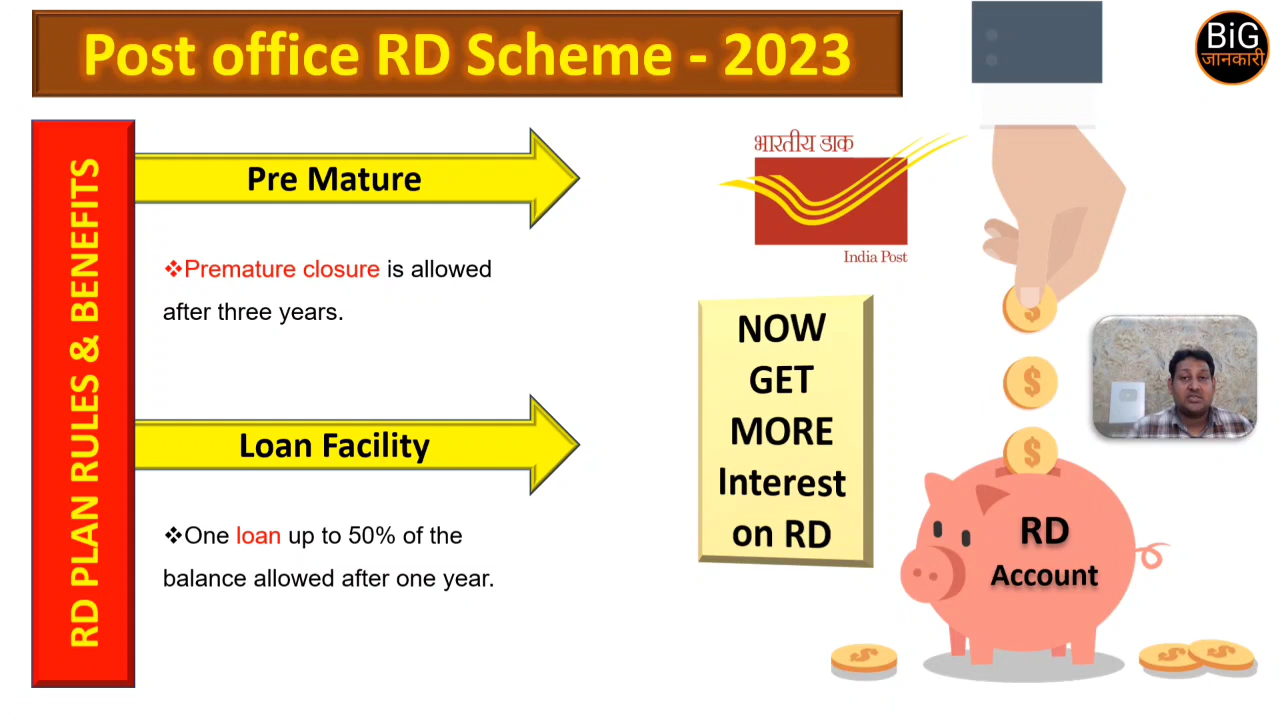 Post office RD Scheme - 2023
BiG
जानकारी
RD PLAN RULES & BENEFITS
Pre Mature
❖Premature closure is allowed
after three years.
Loan Facility
❖One loan up to 50% of the
balance allowed after one year.
भारतीय डाक
India Post
NOW
GET
MORE
Interest
on RD
RD
Account